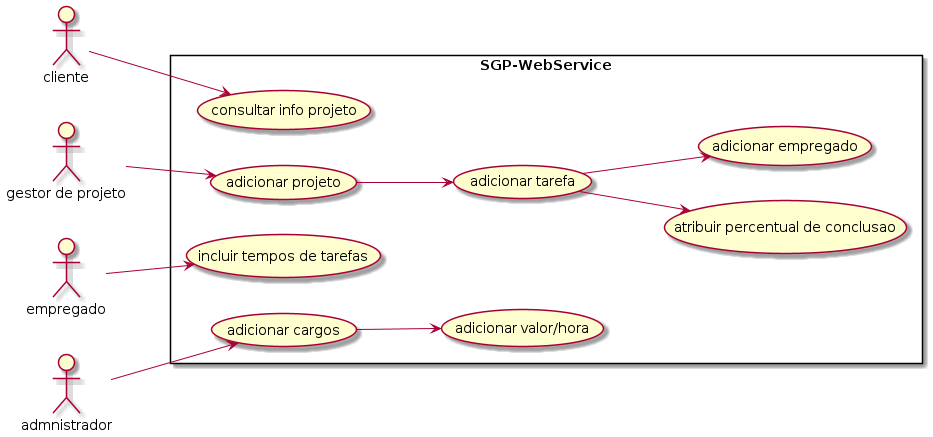 SGP-WebService
cliente
consultar info projeto
gestor de projeto
adicionar projeto
adicionar tarefa
adicionar empregado
atribuir percentual de conclusao
empregado
incluir tempos de tarefas
admnistrador
adicionar cargos
adicionar valor/hora